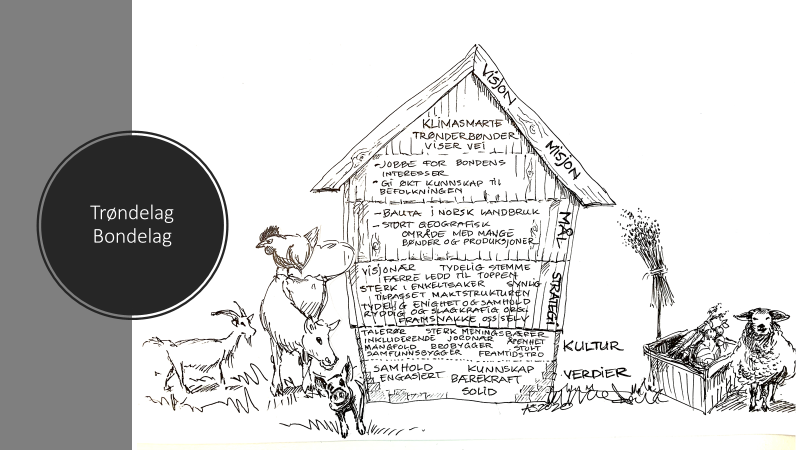 Trøndelag
Bondelag
VISJON
KLIMASMARTE
TRØNDERBØNDER
VISER VEI
MISJON
-JOBBE FOR BONDENS
INTERESSER
-GI ØKT KUNNSKAP TIL
BEFOLKNINGEN
MÅL
-BAUTA I NORSK LANDBRUK
-STORT GEOGRAFISK
OMRÅDE MED MANGE
BØNDER OG PRODUKSJONER
STRATEGI
VISJONÆR TYDELIG STEMME
FÆRRE LEDD TIL TOPPEN
STERK I ENKELTSAKER SYNLIG
TILPASSET MAKTSTRUKTUREN
TYDELIG ENIGHET OG SAMHOLD
RYDDIG OG SLAGKRAFTIG ORG.
FRAMSNAKKE OSS SELV
TALERØR STERK MENINGSBÆRER
INKLUDERENDE JORDNÆR ÅPENHET
MANGFOLD BROBYGGER STOLT
SAMFUNNSBYGGER FRAMTIDSTRO
KULTUR
SAMHOLD KUNNSKAP
ENGASJERT BÆREKRAFT
SOLID
VERDIER